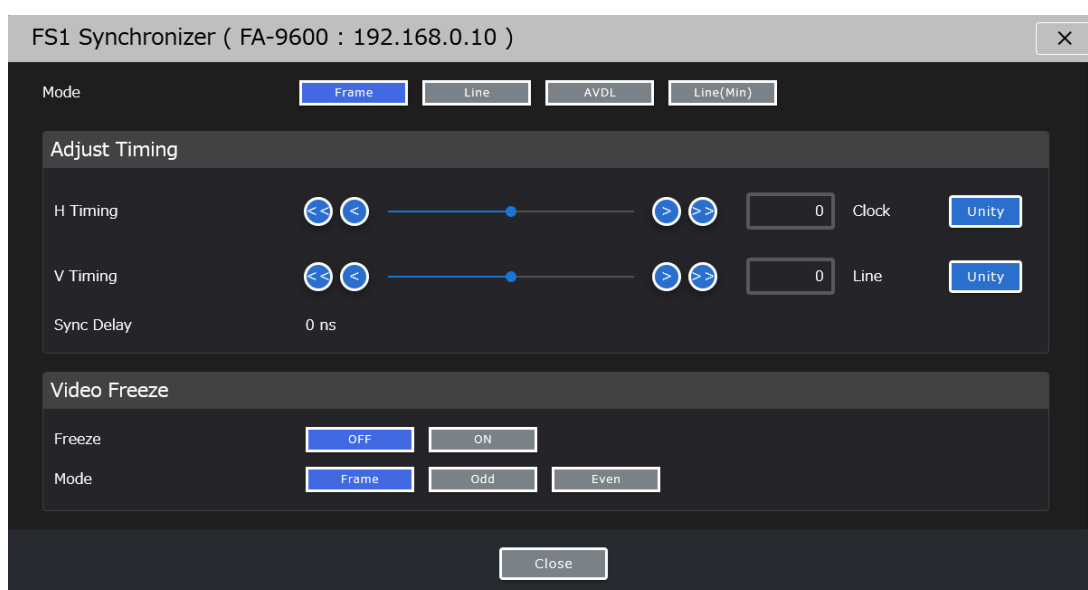 FS1 Synchronizer ( FA-9600 : 192.168.0.10 ) ×
Mode Frame Line AVDL Line(Min)
Adjust Timing
H Timing << < > >> 0 Clock Unity
V Timing << < > >> 0 Line Unity
Sync Delay 0 ns
Video Freeze
Freeze OFF ON
Mode Frame Odd Even
Close